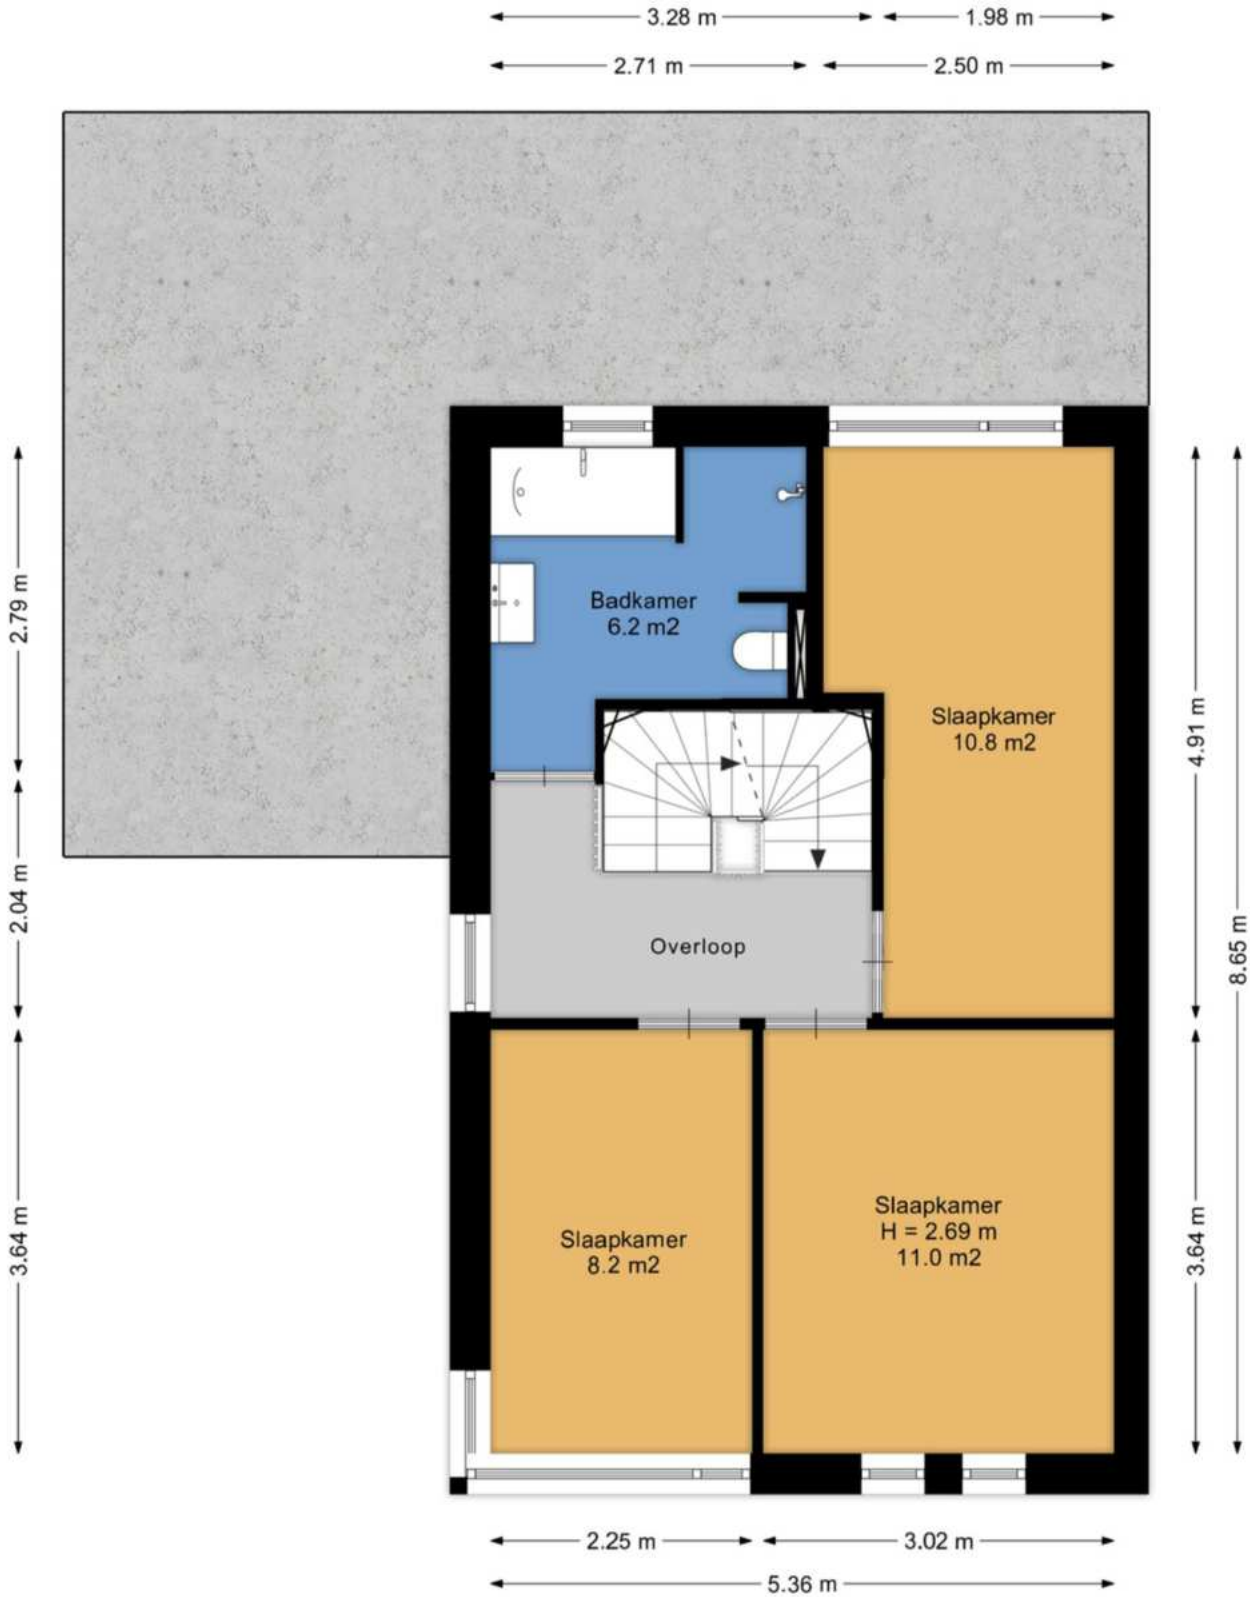 3.28 m
1.98 m
2.71 m
2.50 m
Badkamer
6.2 m2
2.79 m
Slaapkamer
10.8 m2
4.91 m
2.04 m
Overloop
8.65 m
Slaapkamer
H = 2.69 m
11.0 m2
Slaapkamer
8.2 m2
3.64 m
3.64 m
2.25 m
3.02 m
5.36 m